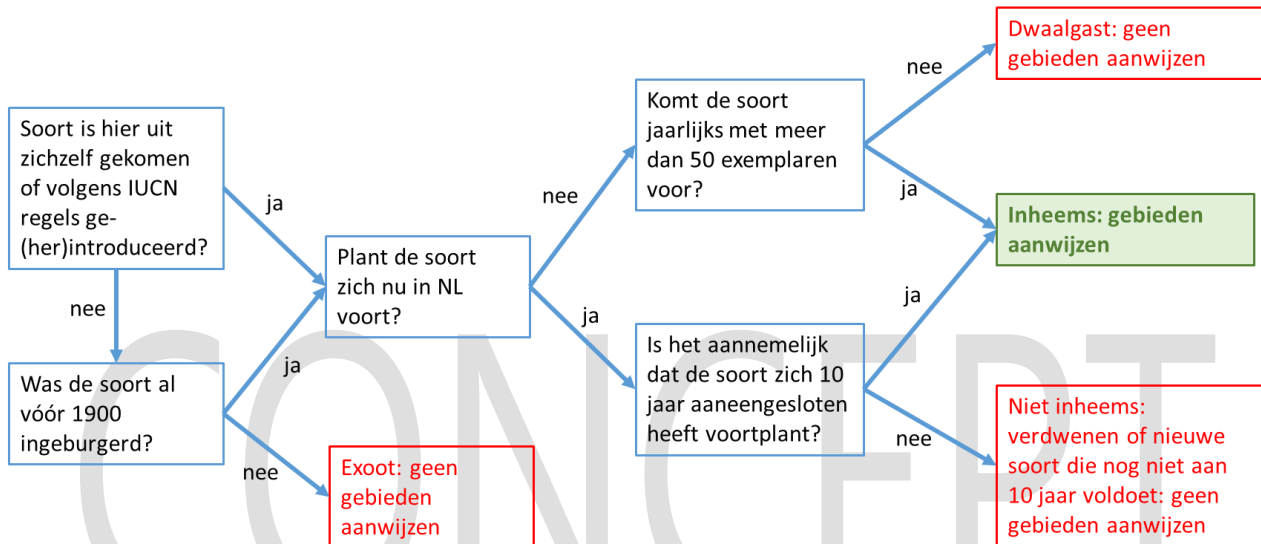 Soort is hier uit
zichzelf gekomen
of volgens IUCN
regels ge-
(her)introduceerd?
ja
nee
Was de soort al
vóór 1900
ingeburgerd?
ja
nee
Exoot: geen
gebieden
aanwijzen
Plant de soort
zich nu in NL
voort?
nee
ja
Komt de soort
jaarlijks met meer
dan 50 exemplaren
voor?
nee
ja
Is het aannemelijk
dat de soort zich 10
jaar aaneengesloten
heeft voortplant?
ja
nee
Dwaalgast: geen
gebieden aanwijzen
Inheems: gebieden
aanwijzen
Niet inheems:
verdwenen of nieuwe
soort die nog niet aan
10 jaar voldoet: geen
gebieden aanwijzen
CONCEPT